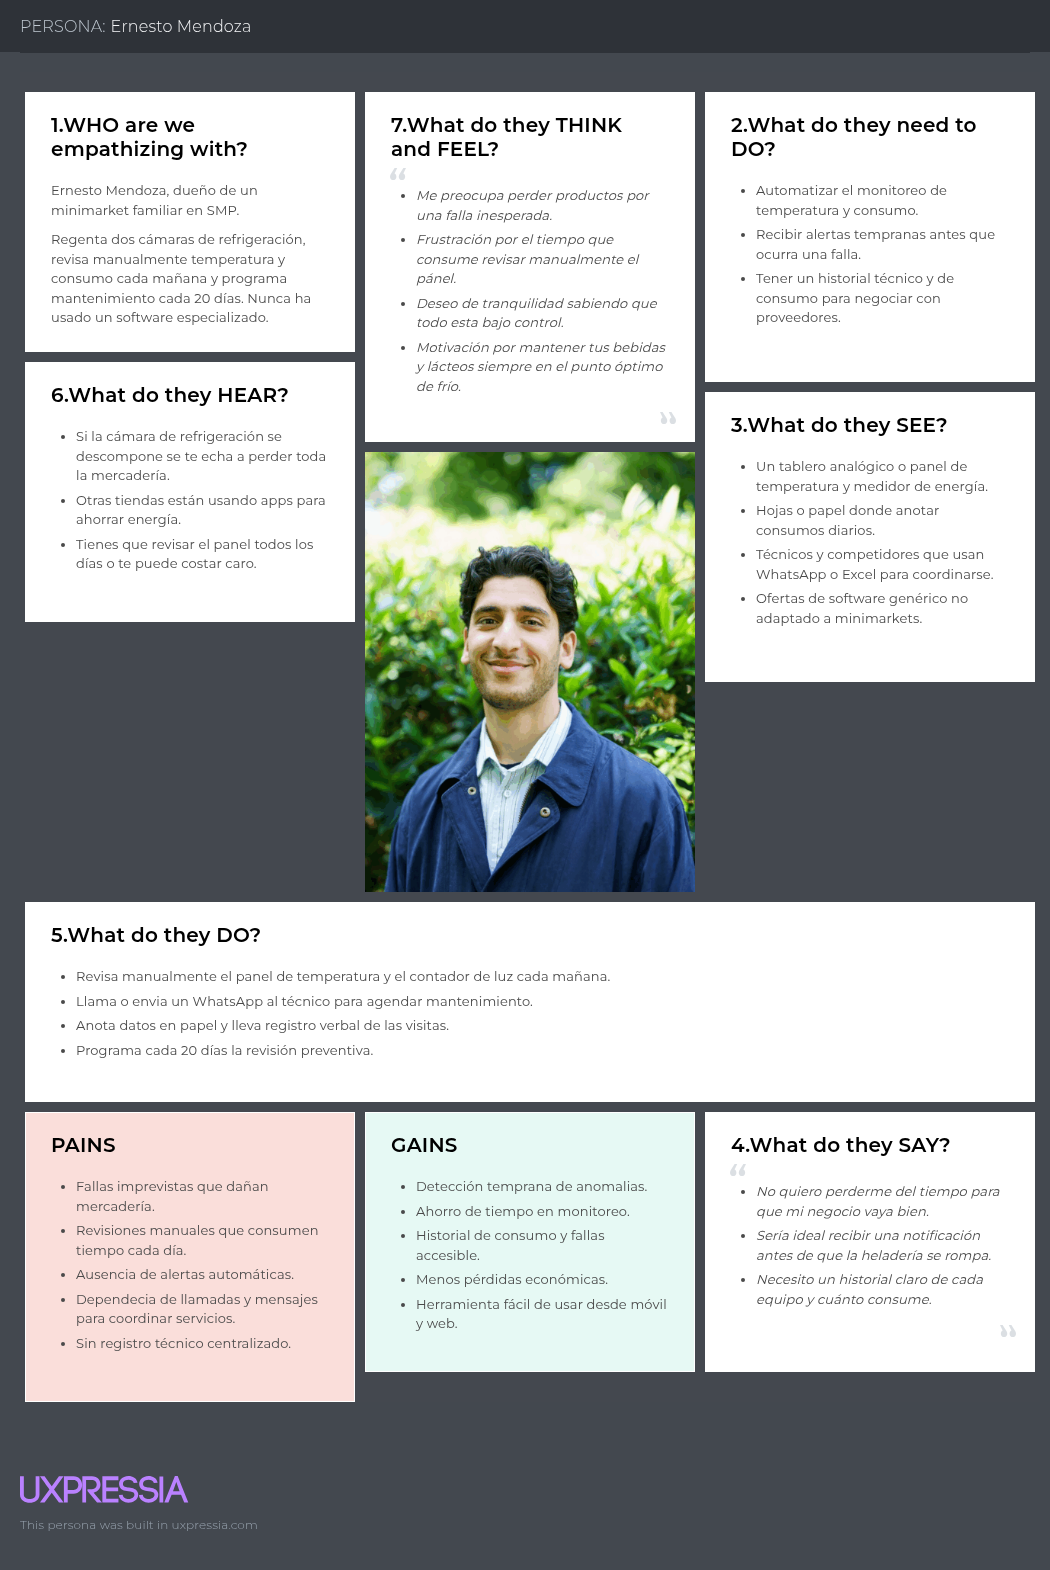 PERSONA: Ernesto Mendoza
1.WHO are we
empathizing with?
Ernesto Mendoza, dueño de un
minimarket familiar en SMP.
Regenta dos cámaras de refrigeración,
revisa manualmente temperatura y
consumo cada mañana y programa
mantenimiento cada 20 días. Nunca ha
usado un software especializado.
6.What do they HEAR?
• Si la cámara de refrigeración se
descompone se te echa a perder toda
la mercadería.
• Otras tiendas están usando apps para
ahorrar energía.
• Tienes que revisar el panel todos los
días o te puede costar caro.
7.What do they THINK
and FEEL?
“
• Me preocupa perder productos por
una falla inesperada.
• Frustración por el tiempo que
consume revisar manualmente el
pánel.
• Deseo de tranquilidad sabiendo que
todo esta bajo control.
• Motivación por mantener tus bebidas
y lácteos siempre en el punto óptimo
de frío.
”
2.What do they need to
DO?
• Automatizar el monitoreo de
temperatura y consumo.
• Recibir alertas tempranas antes que
ocurra una falla.
• Tener un historial técnico y de
consumo para negociar con
proveedores.
3.What do they SEE?
• Un tablero analógico o panel de
temperatura y medidor de energía.
• Hojas o papel donde anotar
consumos diarios.
• Técnicos y competidores que usan
WhatsApp o Excel para coordinarse.
• Ofertas de software genérico no
adaptado a minimarkets.
5.What do they DO?
• Revisa manualmente el panel de temperatura y el contador de luz cada mañana.
• Llama o envia un WhatsApp al técnico para agendar mantenimiento.
• Anota datos en papel y lleva registro verbal de las visitas.
• Programa cada 20 días la revisión preventiva.
PAINS
• Fallas imprevistas que dañan
mercadería.
• Revisiones manuales que consumen
tiempo cada día.
• Ausencia de alertas automáticas.
• Dependecia de llamadas y mensajes
para coordinar servicios.
• Sin registro técnico centralizado.
GAINS
• Detección temprana de anomalias.
• Ahorro de tiempo en monitoreo.
• Historial de consumo y fallas
accesible.
• Menos pérdidas económicas.
• Herramienta fácil de usar desde móvil
y web.
4.What do they SAY?
“
• No quiero perderme del tiempo para
que mi negocio vaya bien.
• Sería ideal recibir una notificación
antes de que la heladería se rompa.
• Necesito un historial claro de cada
equipo y cuánto consume.
”
UXPRESSIA
This persona was built in uxpressia.com